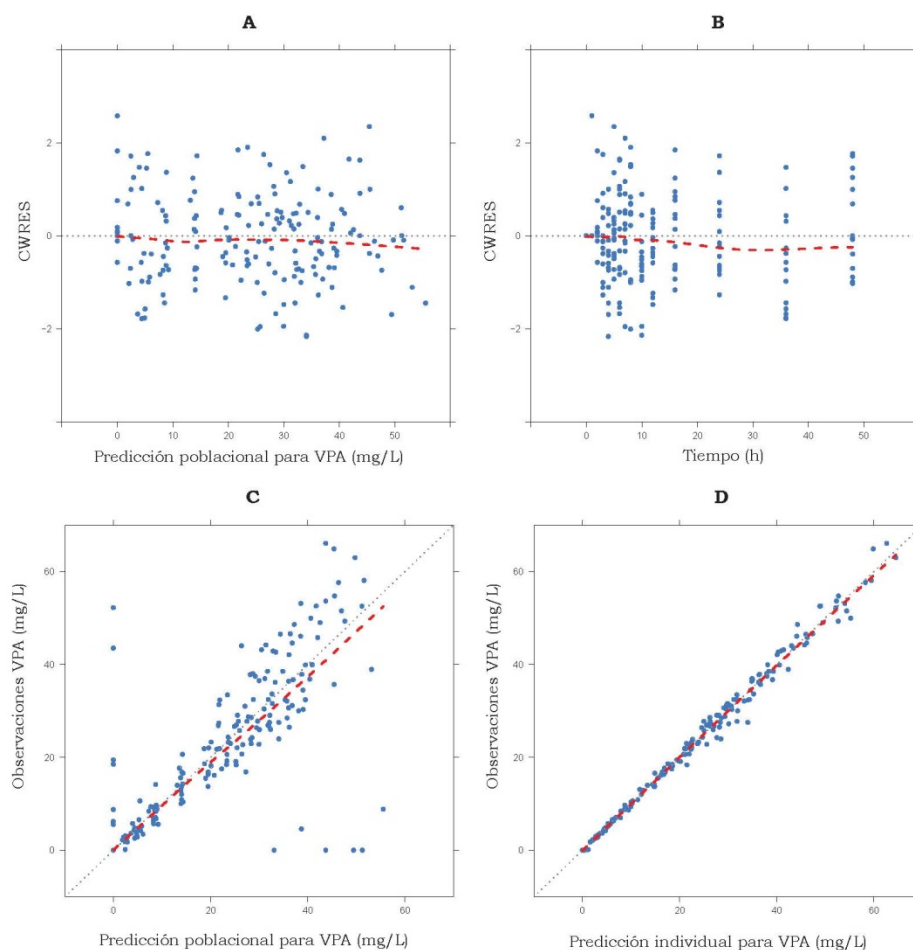 A
CWRES
2
0
−2
0 10 20 30 40 50
Predicción poblacional para VPA (mg/L)
B
CWRES
2
0
−2
0 10 20 30 40 50
Tiempo (h)
C
Observaciones VPA (mg/L)
60
40
20
0
0 20 40 60
Predicción poblacional para VPA (mg/L)
D
Observaciones VPA (mg/L)
60
40
20
0
0 20 40 60
Predicción individual para VPA (mg/L)